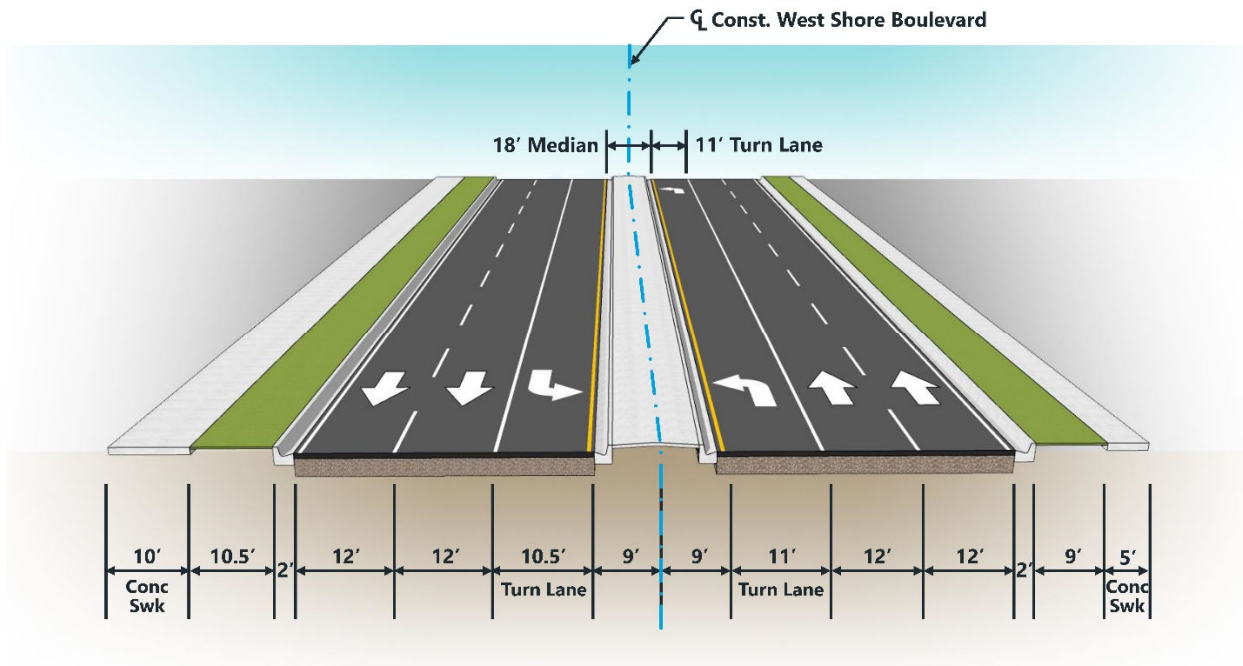 ℄ Const. West Shore Boulevard
18′ Median
11′ Turn Lane
10′ 10.5′ 2′ 12′ 12′ 10.5′ 9′ 9′ 11′ 12′ 12′ 2′ 9′ 5′
Conc Turn Lane Turn Lane Conc
Swk Swk